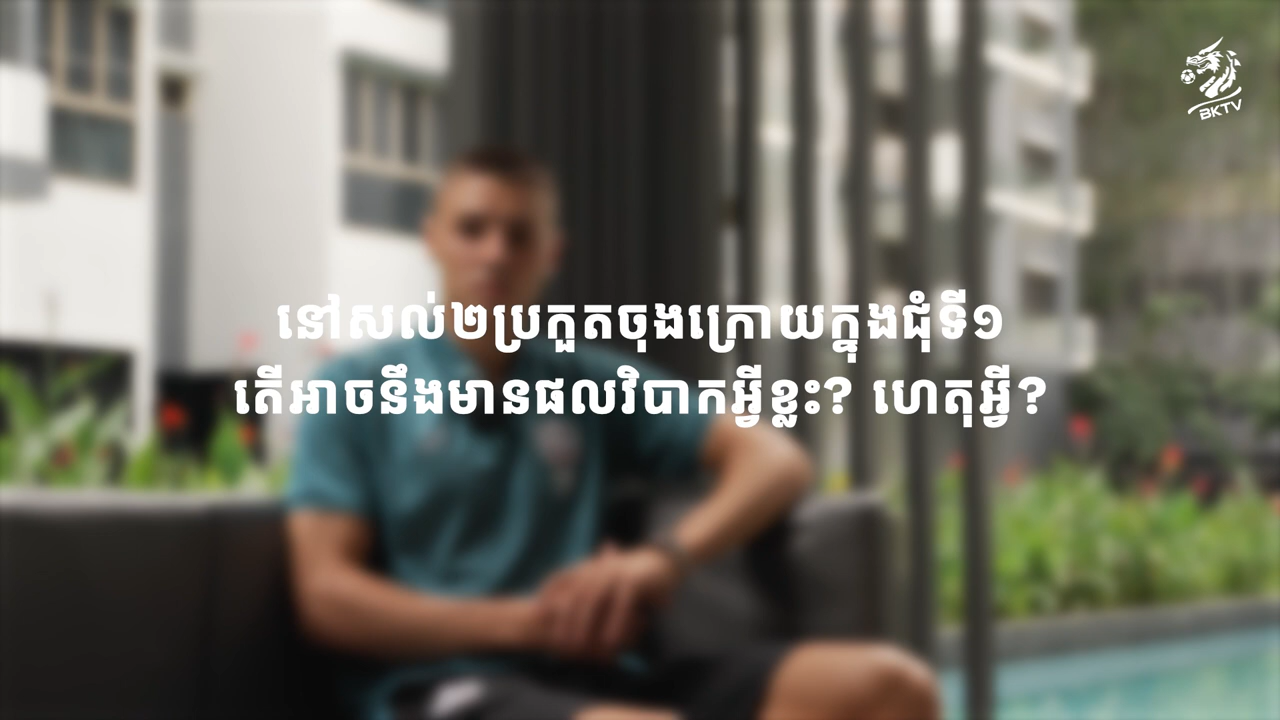 BKTV
នៅសល់២ប្រកួតចុងក្រោយក្នុងជុំទី១
តើអាចនឹងមានផលវិបាកអ្វីខ្លះ? ហេតុអ្វី?